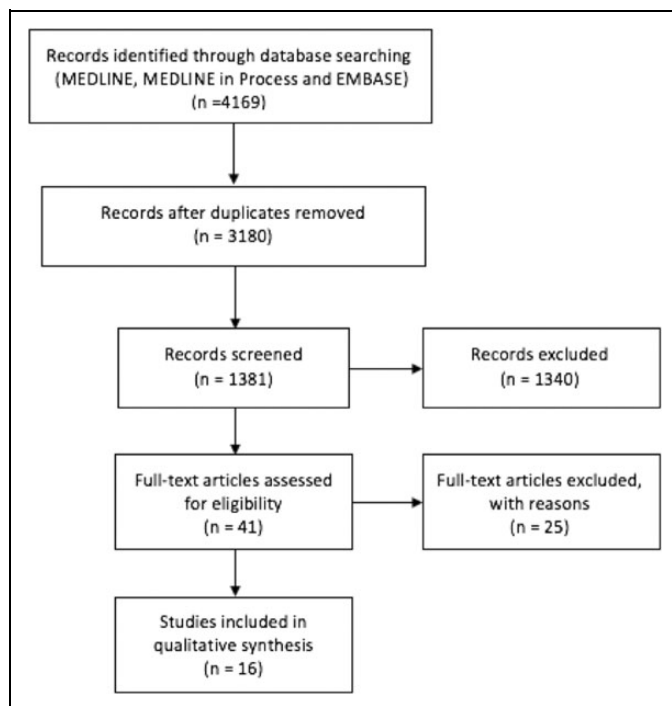 Records identified through database searching
(MEDLINE, MEDLINE in Process and EMBASE)
(n =4169)
Records after duplicates removed
(n = 3180)
Records screened
(n = 1381)
Records excluded
(n = 1340)
Full-text articles assessed
for eligibility
(n = 41)
Full-text articles excluded,
with reasons
(n = 25)
Studies included in
qualitative synthesis
(n = 16)